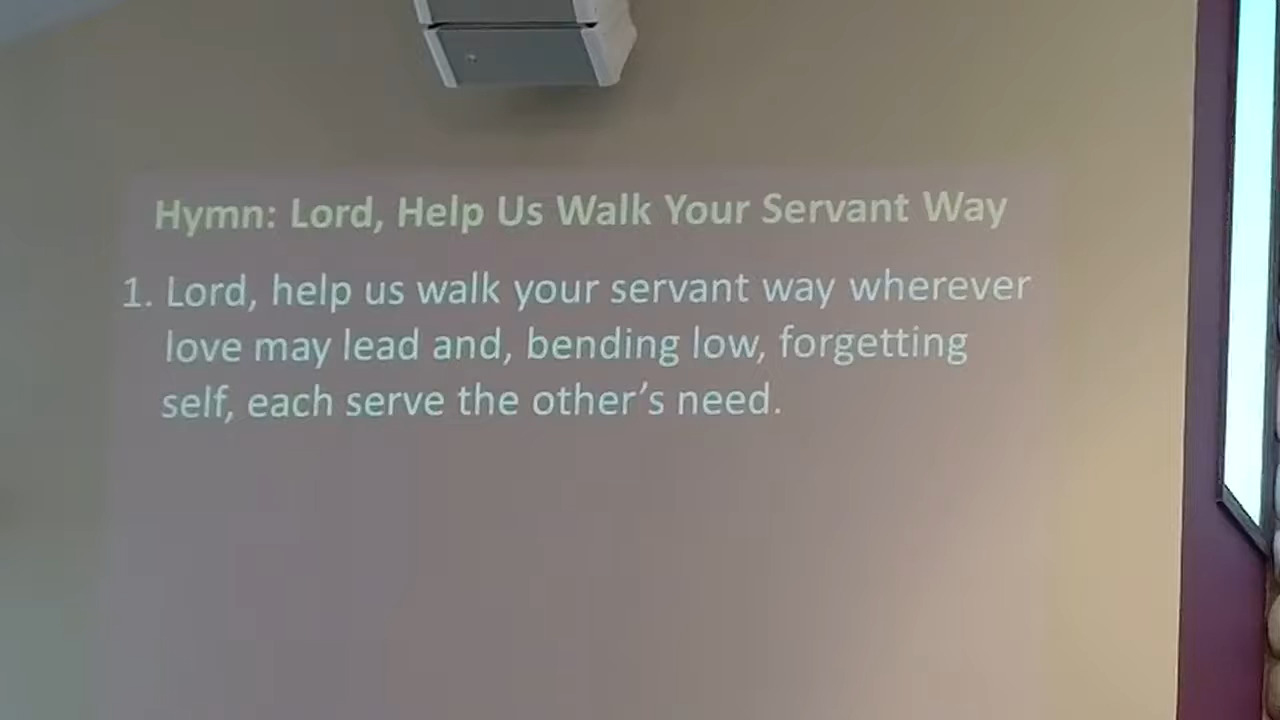 Hymn: Lord, Help Us Walk Your Servant Way
1. Lord, help us walk your servant way wherever
love may lead and, bending low, forgetting
self, each serve the other's need.